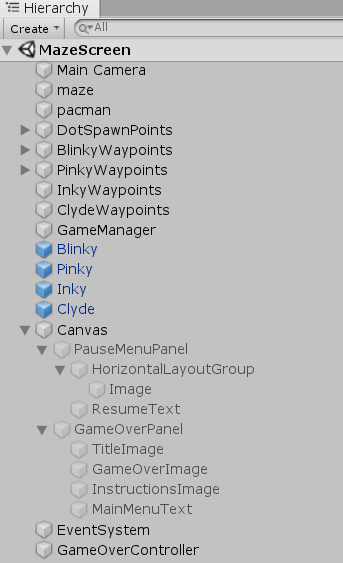 Hierarchy
Create
All
MazeScreen
Main Camera
maze
pacman
DotSpawnPoints
BlinkyWaypoints
PinkyWaypoints
InkyWaypoints
ClydeWaypoints
GameManager
Blinky
Pinky
Inky
Clyde
Canvas
PauseMenuPanel
HorizontalLayoutGroup
Image
ResumeText
GameOverPanel
TitleImage
GameOverImage
InstructionsImage
MainMenuText
EventSystem
GameOverController